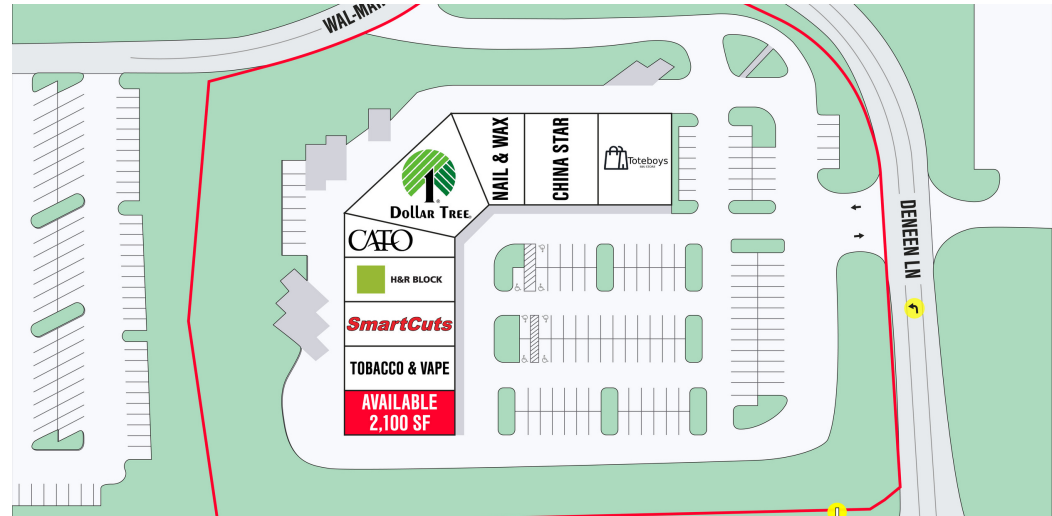 WAL-MAR
NAIL & WAX
CHINA STAR
Toteboys
DOLLAR TREE
CATO
H&R BLOCK
SmartCuts
TOBACCO & VAPE
AVAILABLE
2,100 SF
DENEEN LN